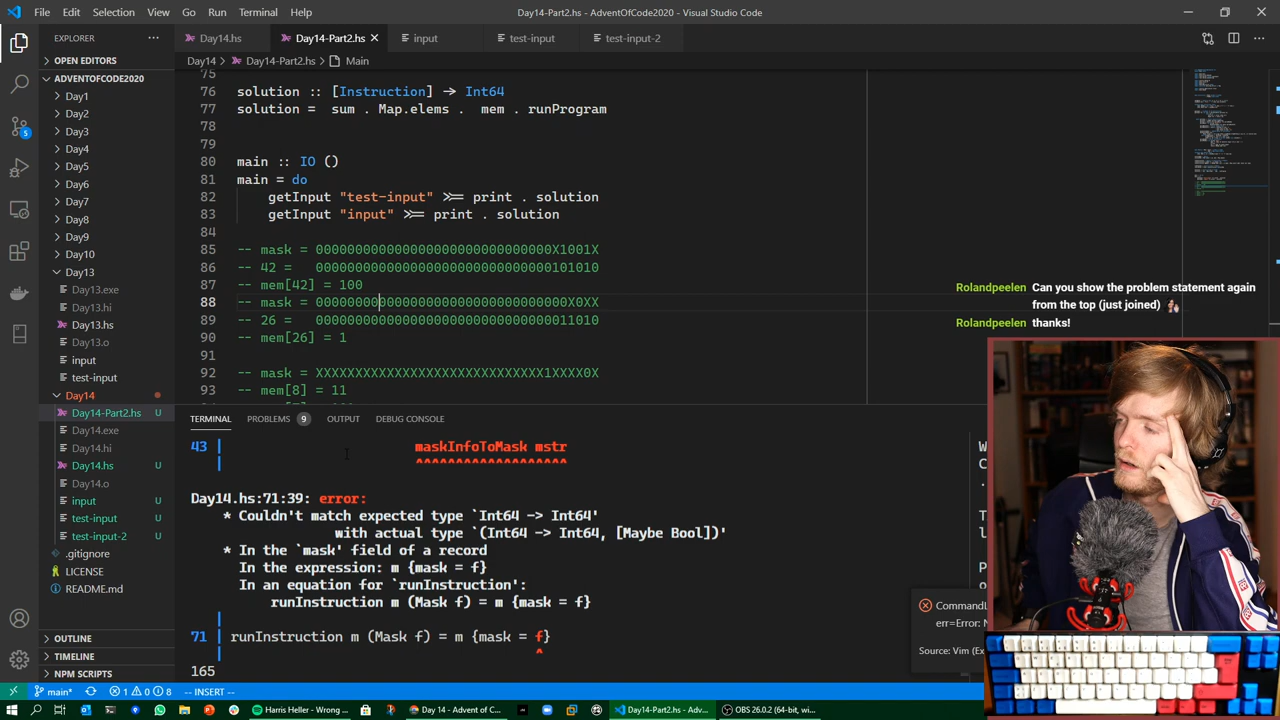 File Edit Selection View Go Run Terminal Help
Day14-Part2.hs - AdventOfCode2020 - Visual Studio Code
EXPLORER
Day14.hs
Day14-Part2.hs
input
test-input
test-input-2
Day14 > Day14-Part2.hs > Main
OPEN EDITORS
ADVENTOFCODE2020
Day1
Day2
Day3
Day4
Day5
Day6
Day7
Day8
Day9
Day10
Day13
Day13.exe
Day13.hi
Day13.hs
Day13.o
input
test-input
Day14
Day14-Part2.hs U
Day14.exe
Day14.hi
Day14.hs U
Day14.o
input U
test-input U
test-input-2 U
.gitignore
LICENSE
README.md
OUTLINE
TIMELINE
NPM SCRIPTS
75
76 solution :: [Instruction] -> Int64
77 solution = sum . Map.elems . mem . runProgram
78
79
80 main :: IO ()
81 main = do
82 getInput "test-input" >>= print . solution
83 getInput "input" >>= print . solution
84
85 -- mask = 000000000000000000000000000000X1001X
86 -- 42 = 000000000000000000000000000000101010
87 -- mem[42] = 100
88 -- mask = 00000000000000000000000000000000X0XX
89 -- 26 = 000000000000000000000000000000011010
90 -- mem[26] = 1
91
92 -- mask = XXXXXXXXXXXXXXXXXXXXXXXXXXXXX1XXXX0X
93 -- mem[8] = 11
Rolandpeelen Can you show the problem statement again
from the top (just joined)
Rolandpeelen thanks!
TERMINAL PROBLEMS 9 OUTPUT DEBUG CONSOLE
43 | maskInfoToMask mstr
| ^^^^^^^^^^^^^^^^^^^
Day14.hs:71:39: error:
* Couldn't match expected type `Int64 -> Int64'
with actual type `(Int64 -> Int64, [Maybe Bool])'
* In the `mask' field of a record
In the expression: m {mask = f}
In an equation for `runInstruction':
runInstruction m (Mask f) = m {mask = f}
|
71 | runInstruction m (Mask f) = m {mask = f}
| ^
165
CommandL
err=Error: N
Source: Vim (Ex
5
main* 1 0 8 -- INSERT --
Harris Heller - Wrong ...
Day 14 - Advent of C...
Day14-Part2.hs - Adv...
OBS 26.0.2 (64-bit, w...